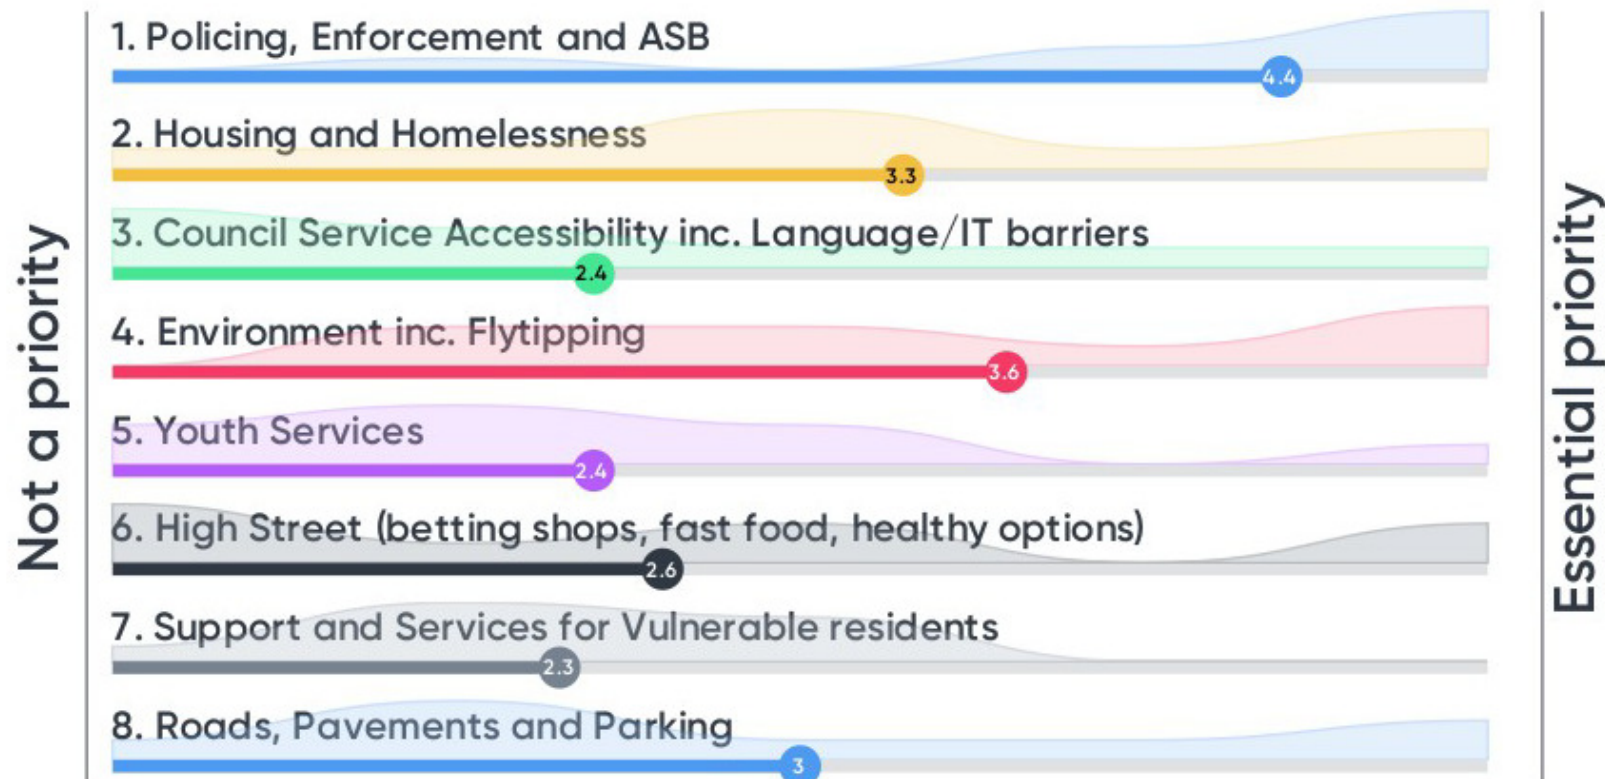 Not a priority
1. Policing, Enforcement and ASB
4.4
2. Housing and Homelessness
3.3
3. Council Service Accessibility inc. Language/IT barriers
2.4
4. Environment inc. Flytipping
3.6
5. Youth Services
2.4
6. High Street (betting shops, fast food, healthy options)
2.6
7. Support and Services for Vulnerable residents
2.3
8. Roads, Pavements and Parking
3
Essential priority